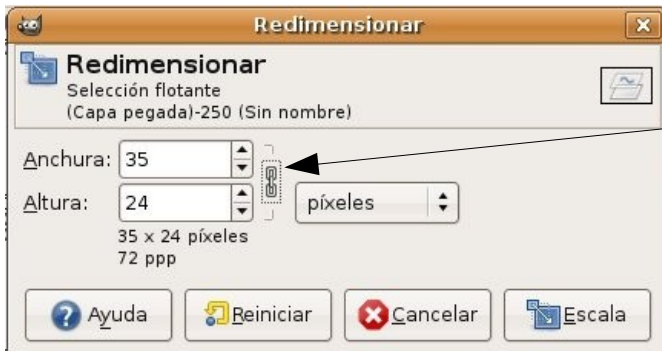 Redimensionar
Redimensionar
Selección flotante
(Capa pegada)-250 (Sin nombre)
Anchura: 35
Altura: 24 píxeles
35 x 24 píxeles
72 ppp
Ayuda Reiniciar Cancelar Escala